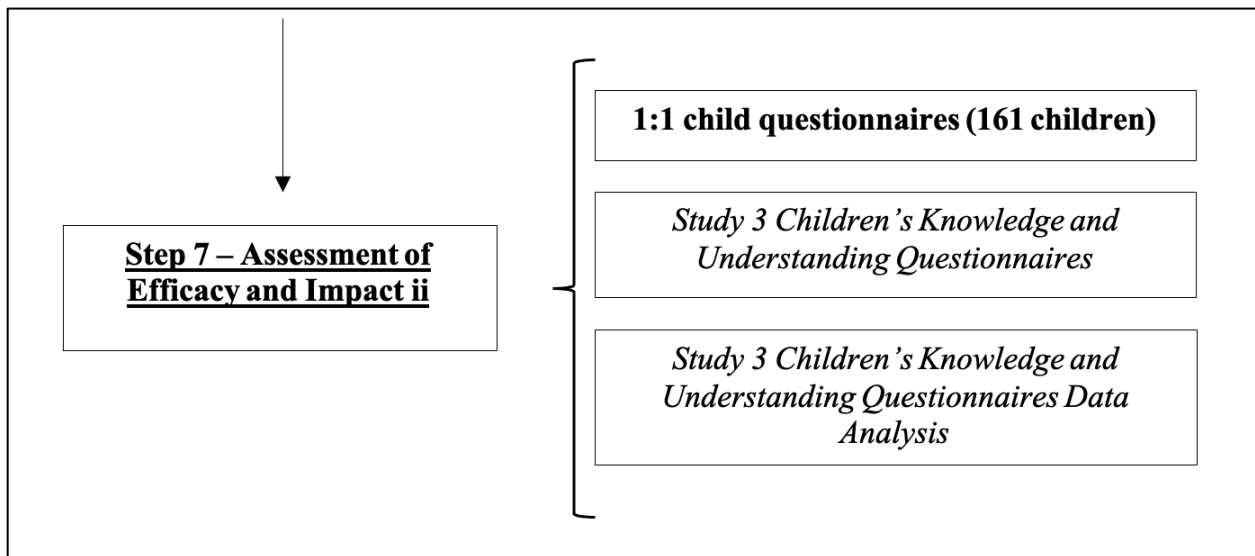 1:1 child questionnaires (161 children)
Study 3 Children’s Knowledge and
Understanding Questionnaires
Step 7 – Assessment of
Efficacy and Impact ii
Study 3 Children’s Knowledge and
Understanding Questionnaires Data
Analysis